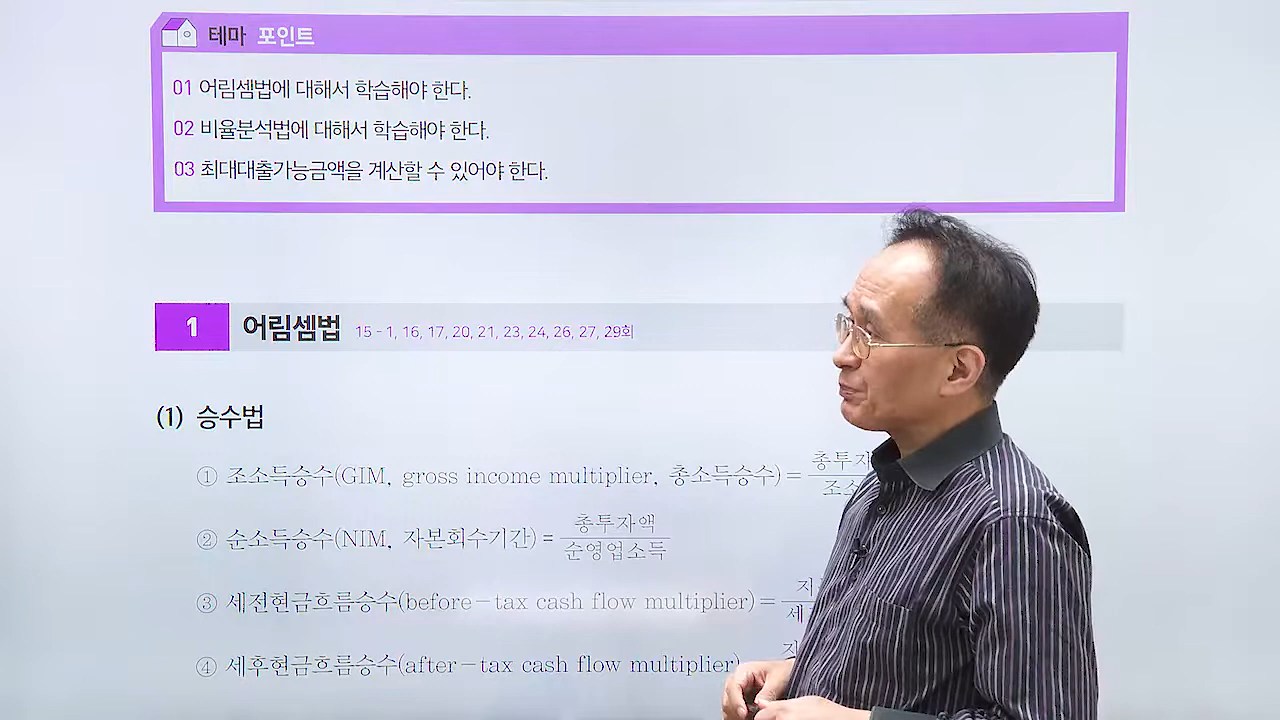 테마 포인트
01 어림셈법에 대해서 학습해야 한다.
02 비율분석법에 대해서 학습해야 한다.
03 최대대출가능금액을 계산할 수 있어야 한다.
1 어림셈법 15-1, 16, 17, 20, 21, 23, 24, 26, 27, 29회
(1) 승수법
① 조소득승수(GIM, gross income multiplier, 총소득승수) = 총투자
② 순소득승수(NIM, 자본회수기간) = 총투자액
순영업소득
③ 세전현금흐름승수(before-tax cash flow multiplier) =
세
④ 세후현금흐름승수(after-tax cash flow multiplier)